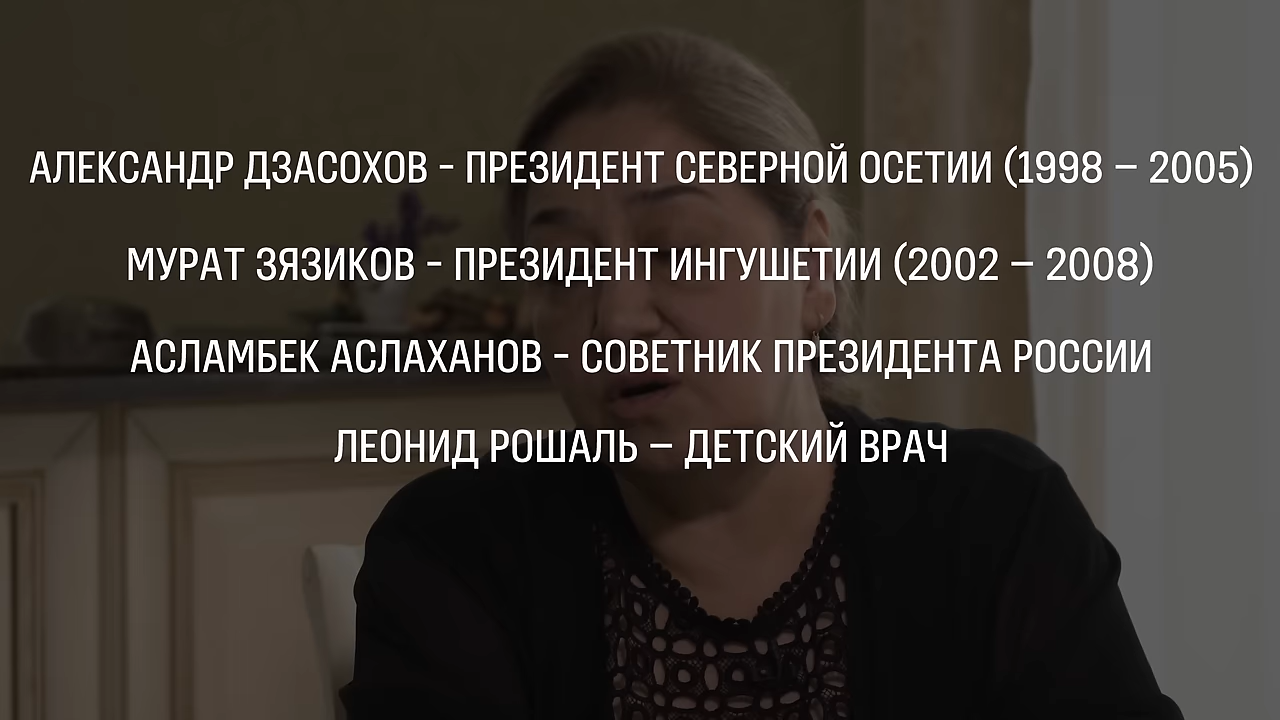 АЛЕКСАНДР ДЗАСОХОВ - ПРЕЗИДЕНТ СЕВЕРНОЙ ОСЕТИИ (1998 – 2005)
МУРАТ ЗЯЗИКОВ - ПРЕЗИДЕНТ ИНГУШЕТИИ (2002 – 2008)
АСЛАМБЕК АСЛАХАНОВ - СОВЕТНИК ПРЕЗИДЕНТА РОССИИ
ЛЕОНИД РОШАЛЬ – ДЕТСКИЙ ВРАЧ